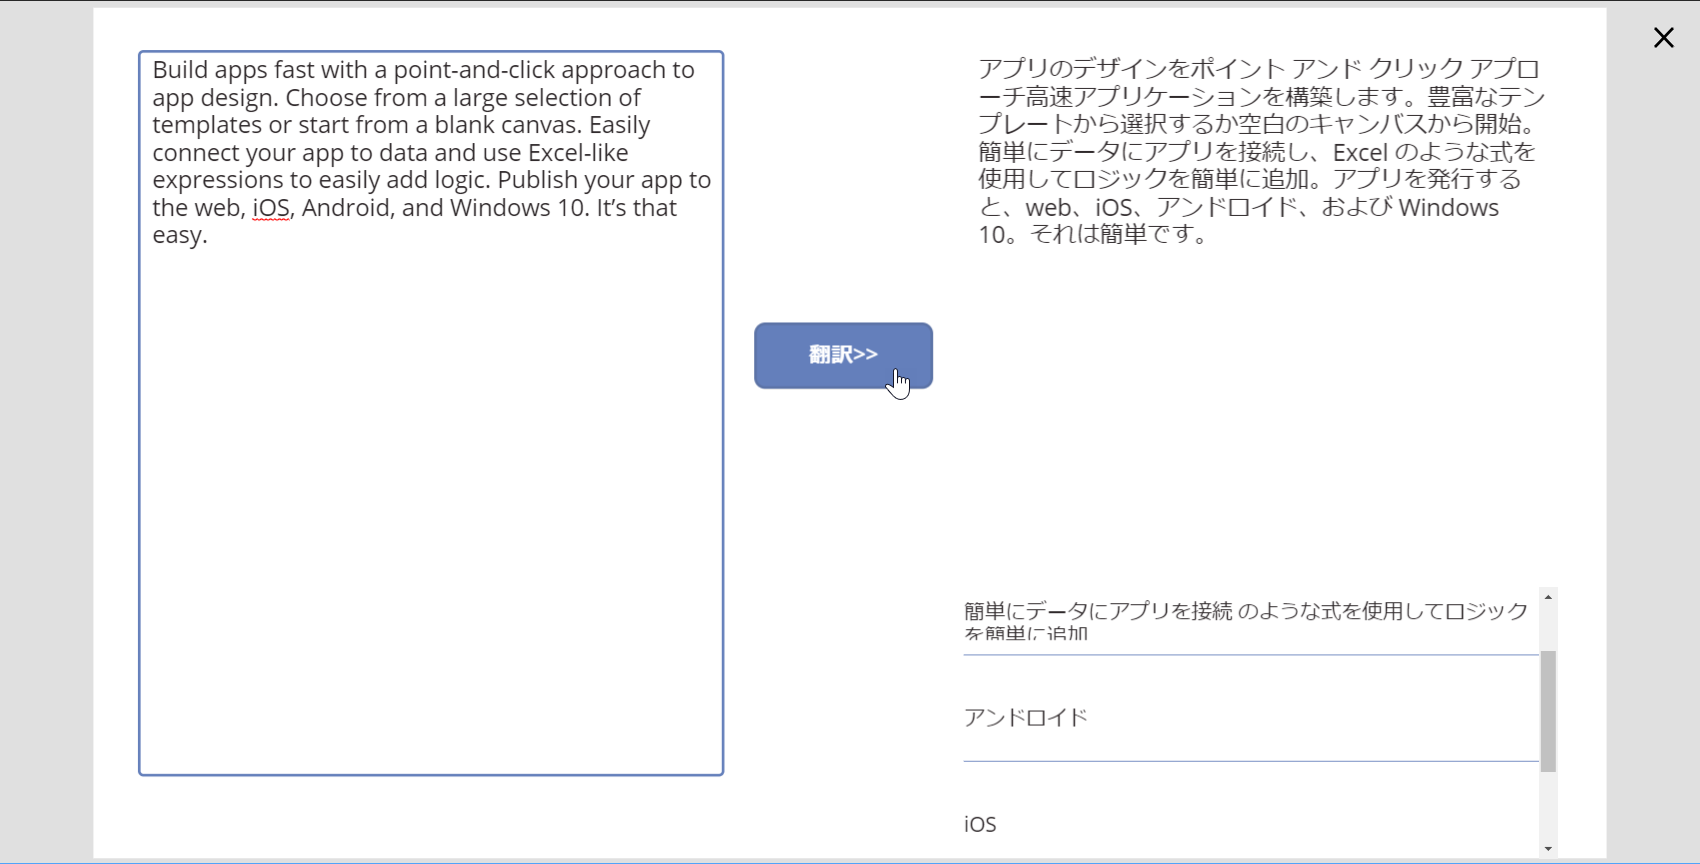 Build apps fast with a point-and-click approach to
app design. Choose from a large selection of
templates or start from a blank canvas. Easily
connect your app to data and use Excel-like
expressions to easily add logic. Publish your app to
the web, iOS, Android, and Windows 10. It’s that
easy.
翻訳>>
アプリのデザインをポイント アンド クリック アプロ
ーチ高速アプリケーションを構築します。豊富なテン
プレートから選択するか空白のキャンバスから開始。
簡単にデータにアプリを接続し、Excel のような式を
使用してロジックを簡単に追加。アプリを発行する
と、web、iOS、アンドロイド、および Windows
10。それは簡単です。
簡単にデータにアプリを接続 のような式を使用してロジック
を簡単に追加
アンドロイド
iOS